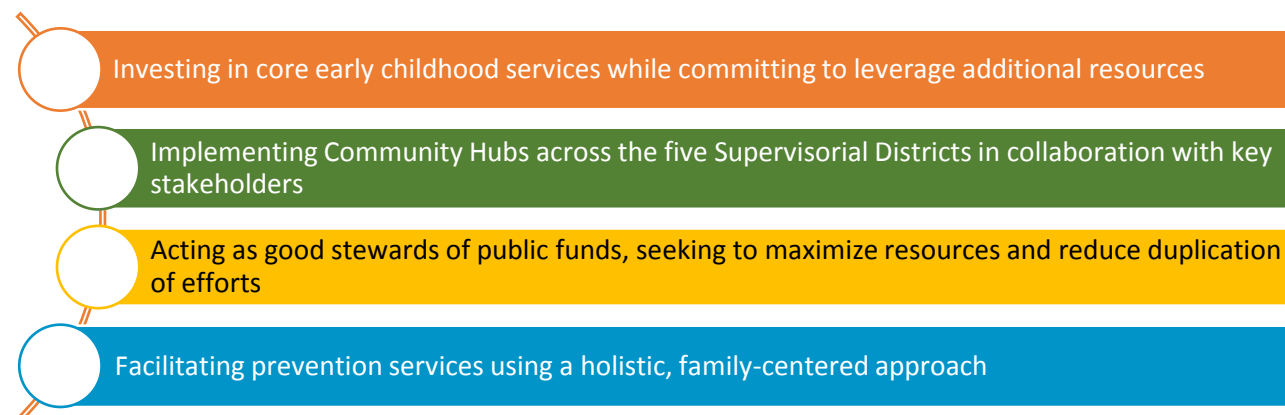 Investing in core early childhood services while committing to leverage additional resources
Implementing Community Hubs across the five Supervisorial Districts in collaboration with key
stakeholders
Acting as good stewards of public funds, seeking to maximize resources and reduce duplication
of efforts
Facilitating prevention services using a holistic, family-centered approach